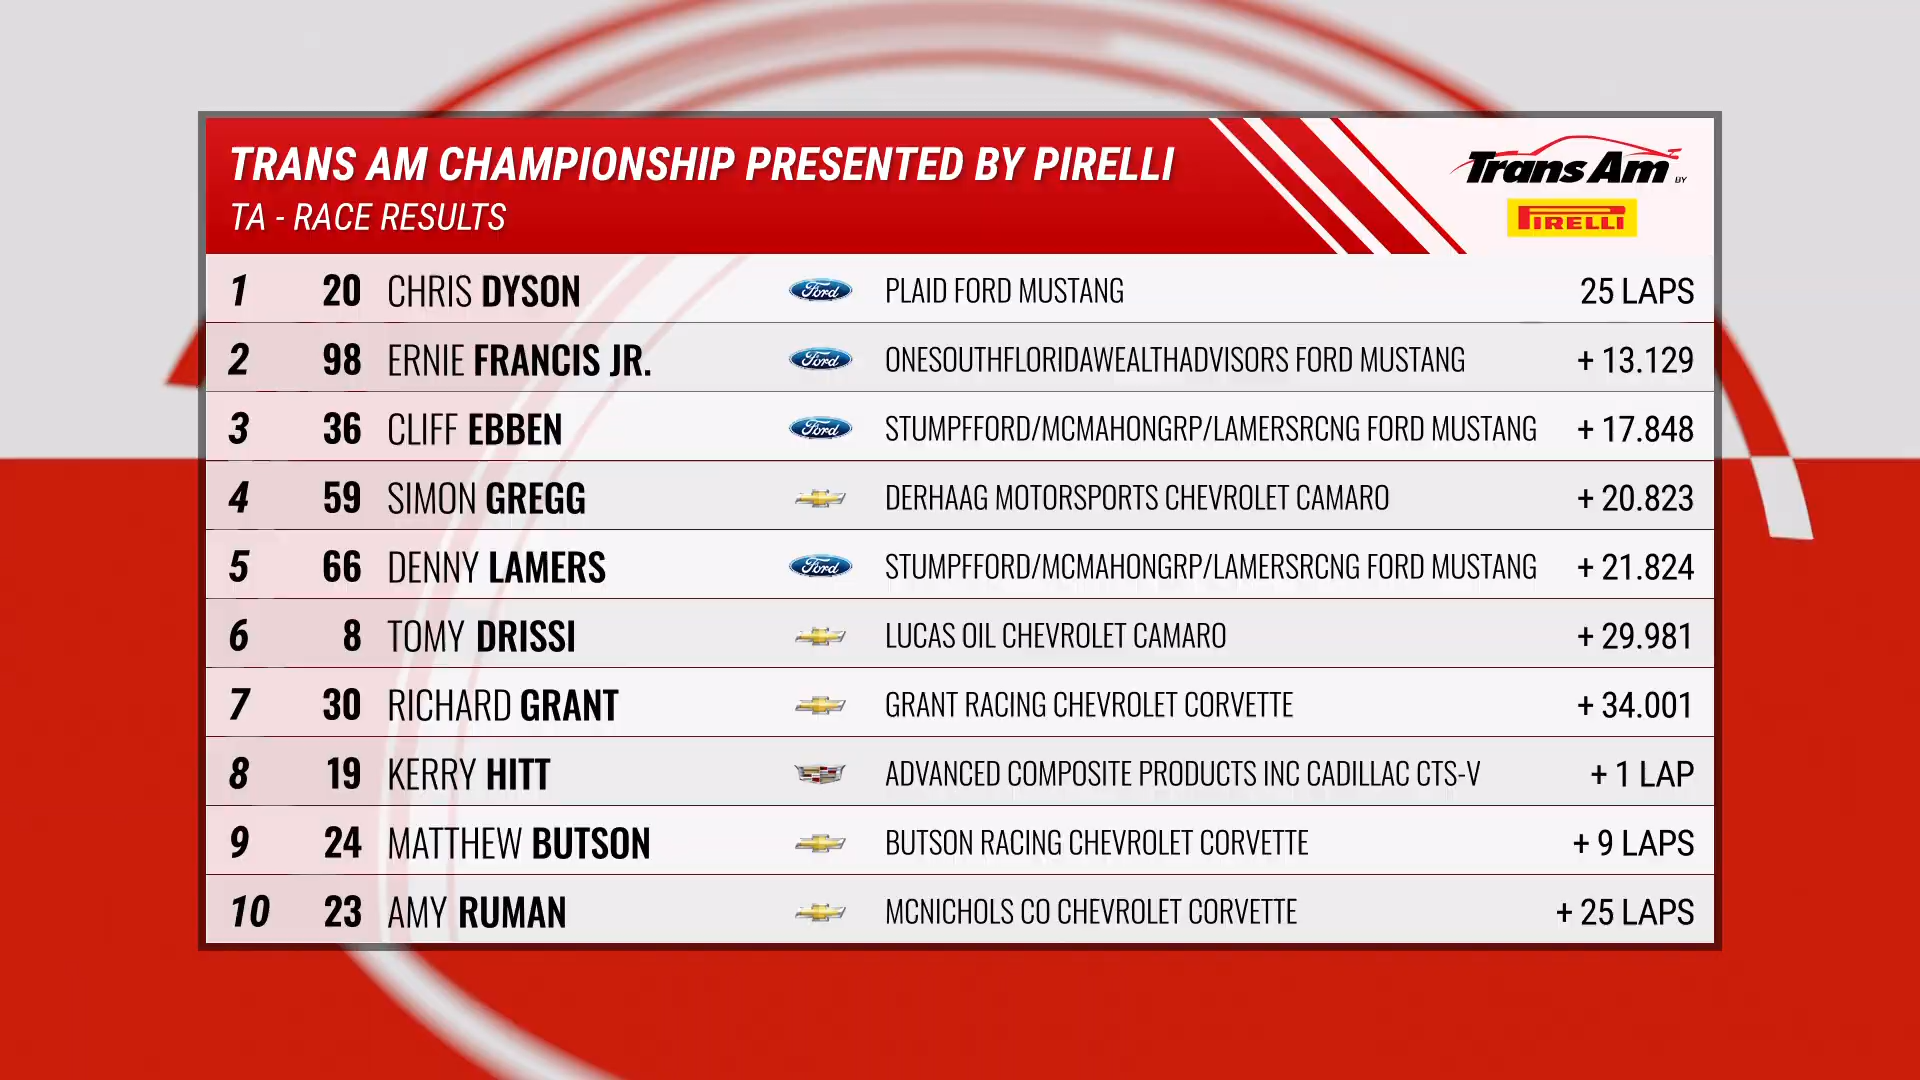 TRANS AM CHAMPIONSHIP PRESENTED BY PIRELLI
TA - RACE RESULTS
Trans Am BY
PIRELLI
1 20 CHRIS DYSON Ford PLAID FORD MUSTANG 25 LAPS
2 98 ERNIE FRANCIS JR. Ford ONESOUTHFLORIDAWEALTHADVISORS FORD MUSTANG + 13.129
3 36 CLIFF EBBEN Ford STUMPFFORD/MCMAHONGRP/LAMERSRCNG FORD MUSTANG + 17.848
4 59 SIMON GREGG DERHAAG MOTORSPORTS CHEVROLET CAMARO + 20.823
5 66 DENNY LAMERS Ford STUMPFFORD/MCMAHONGRP/LAMERSRCNG FORD MUSTANG + 21.824
6 8 TOMY DRISSI LUCAS OIL CHEVROLET CAMARO + 29.981
7 30 RICHARD GRANT GRANT RACING CHEVROLET CORVETTE + 34.001
8 19 KERRY HITT ADVANCED COMPOSITE PRODUCTS INC CADILLAC CTS-V + 1 LAP
9 24 MATTHEW BUTSON BUTSON RACING CHEVROLET CORVETTE + 9 LAPS
10 23 AMY RUMAN MCNICHOLS CO CHEVROLET CORVETTE + 25 LAPS